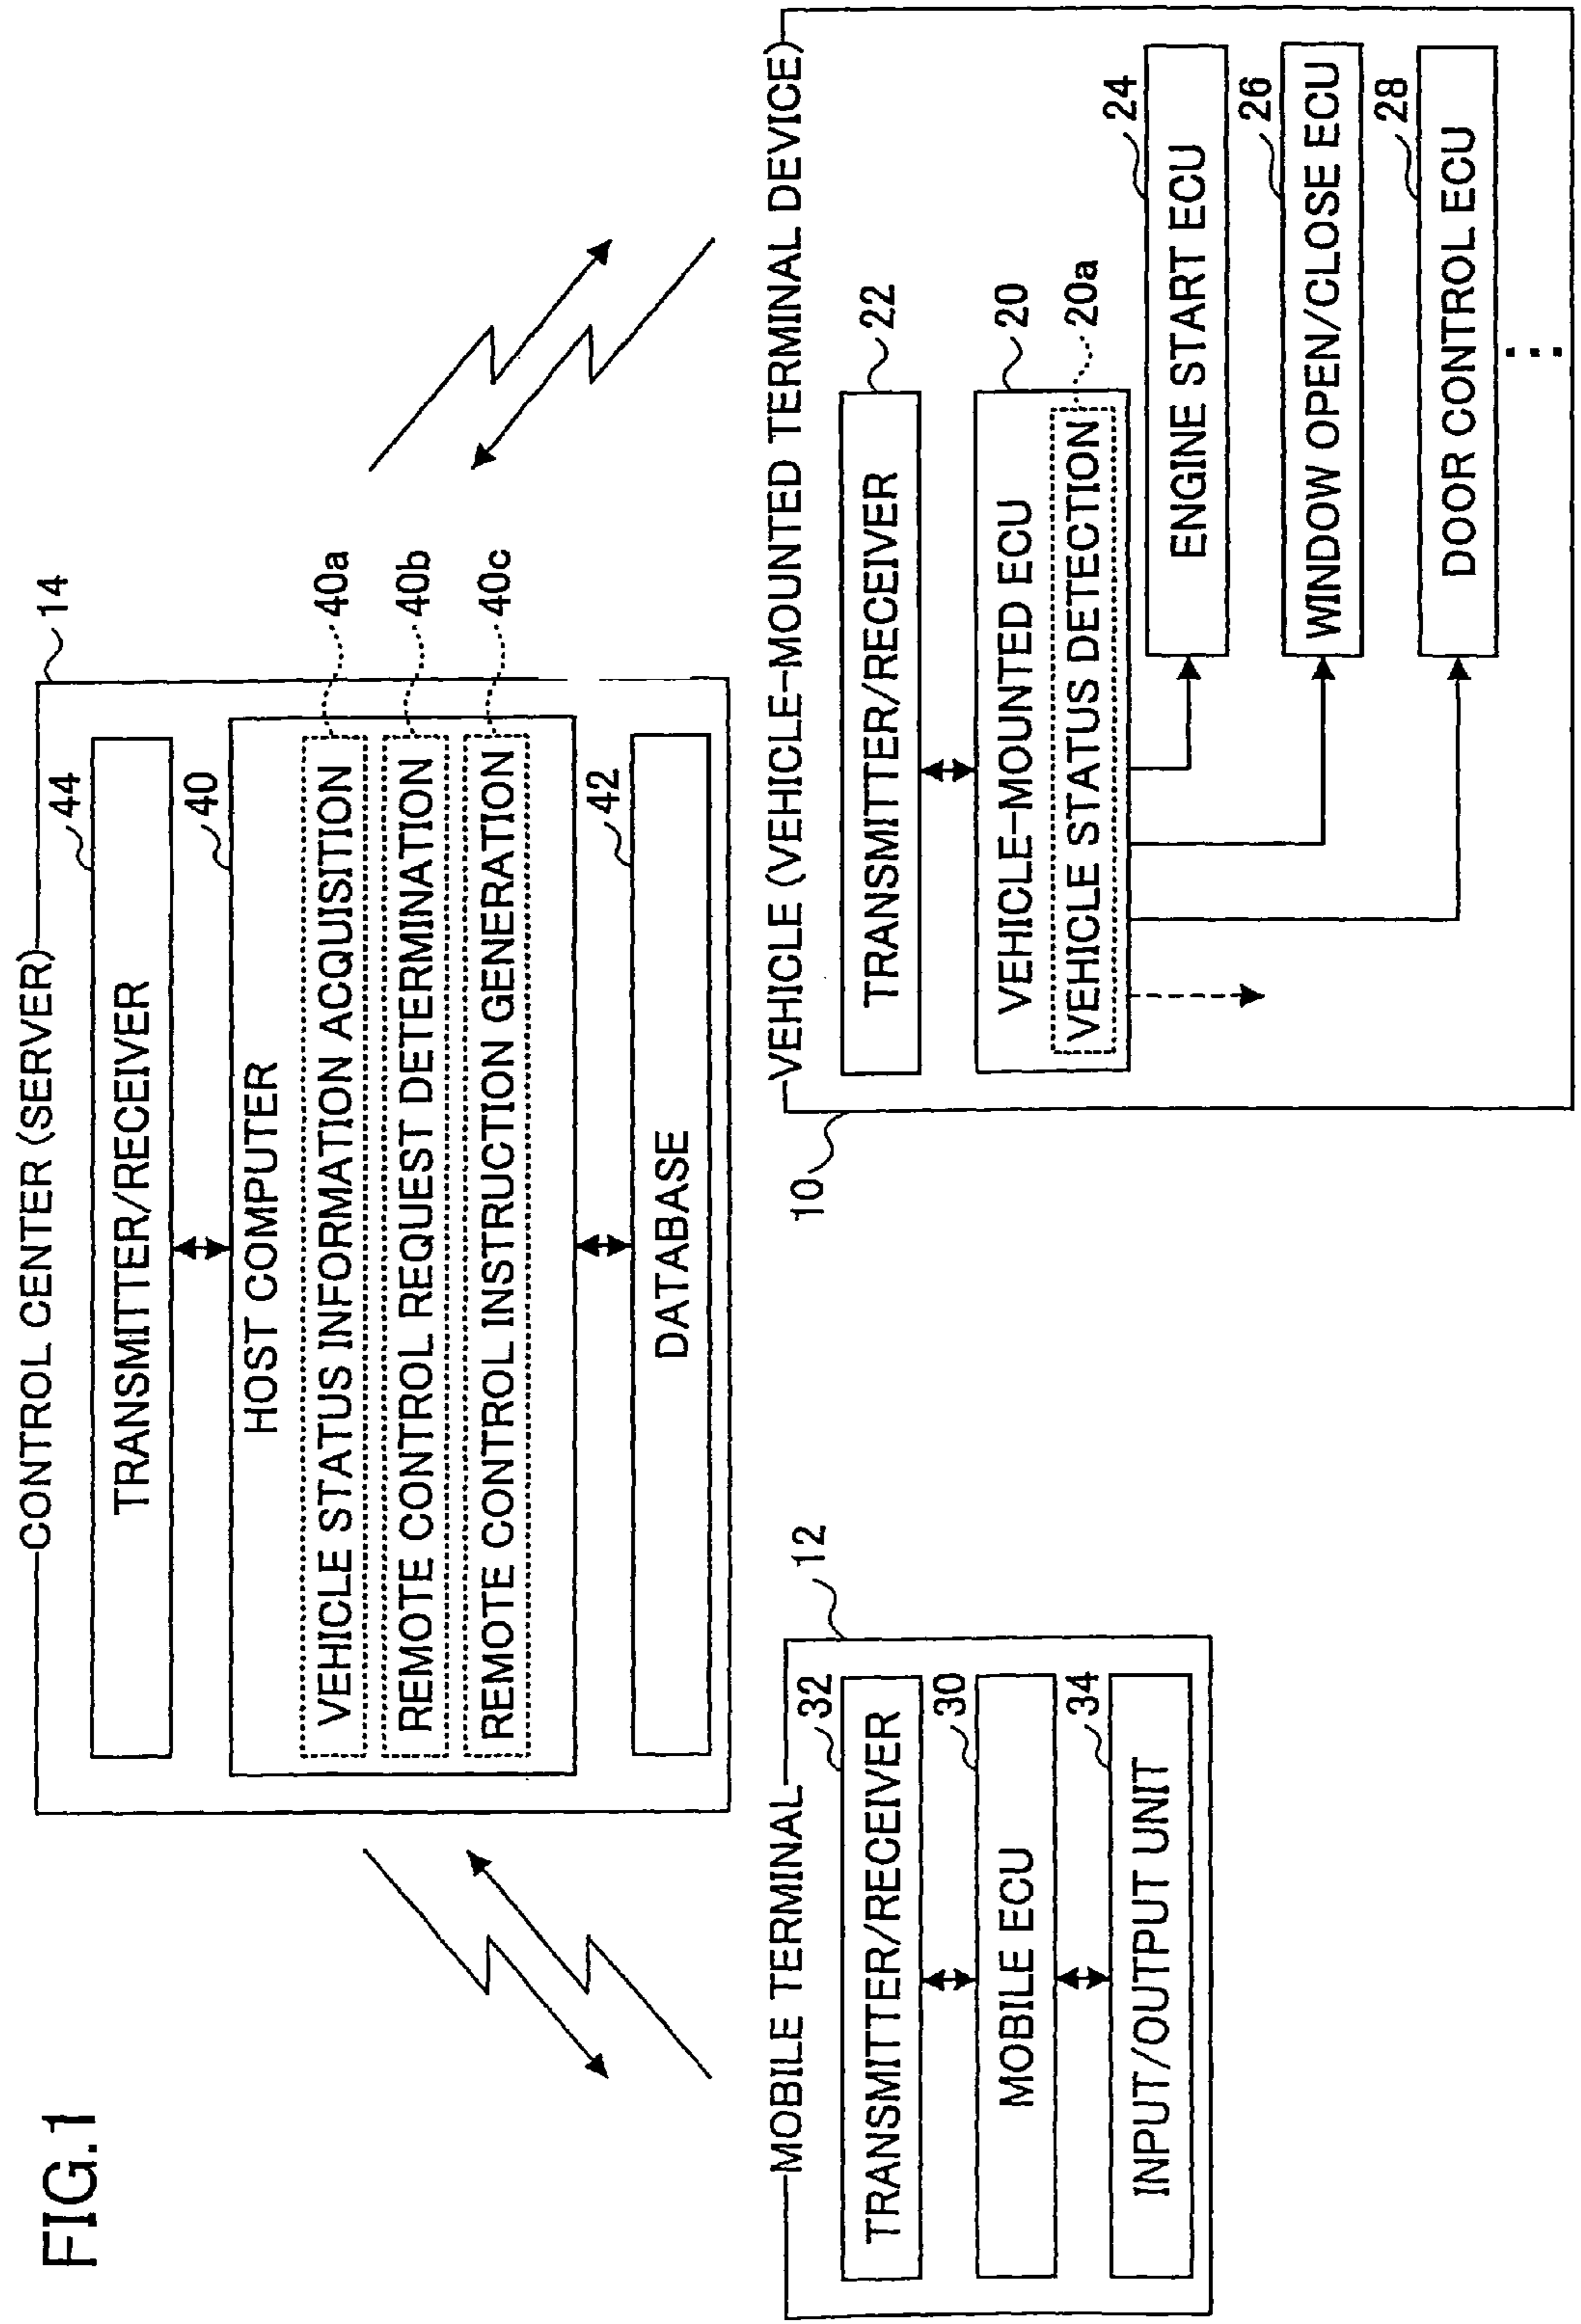 FIG.1
CONTROL CENTER (SERVER)
14
44
TRANSMITTER/RECEIVER
40
HOST COMPUTER
VEHICLE STATUS INFORMATION ACQUISITION
40a
REMOTE CONTROL REQUEST DETERMINATION
40b
REMOTE CONTROL INSTRUCTION GENERATION
40c
42
DATABASE
MOBILE TERMINAL
12
32
TRANSMITTER/RECEIVER
30
MOBILE ECU
34
INPUT/OUTPUT UNIT
VEHICLE (VEHICLE-MOUNTED TERMINAL DEVICE)
10
TRANSMITTER/RECEIVER
22
VEHICLE-MOUNTED ECU
20
VEHICLE STATUS DETECTION
20a
24
ENGINE START ECU
26
WINDOW OPEN/CLOSE ECU
28
DOOR CONTROL ECU